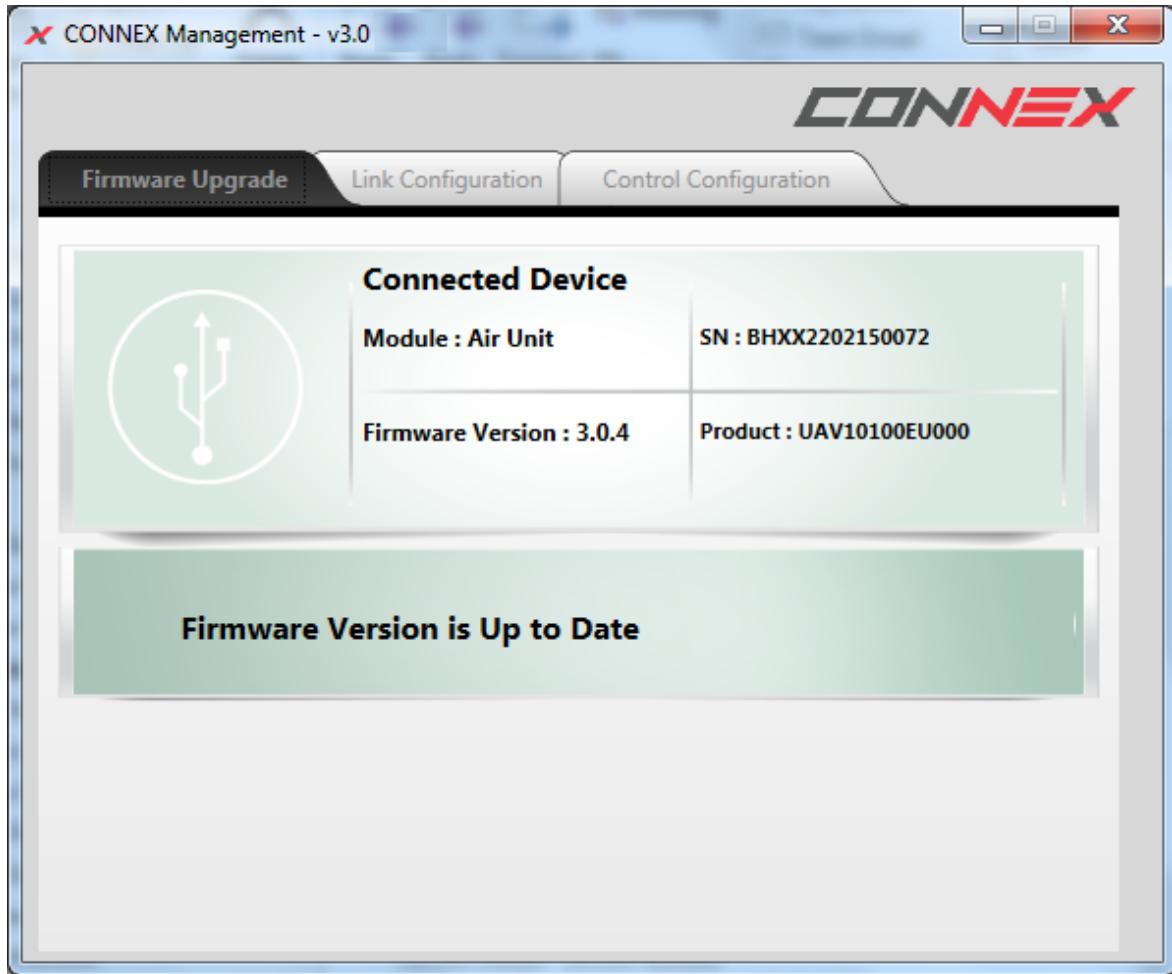 CONNEX Management - v3.0
CONNEX
Firmware Upgrade
Link Configuration
Control Configuration
Connected Device
Module : Air Unit
SN : BHXX2202150072
Firmware Version : 3.0.4
Product : UAV10100EU000
Firmware Version is Up to Date